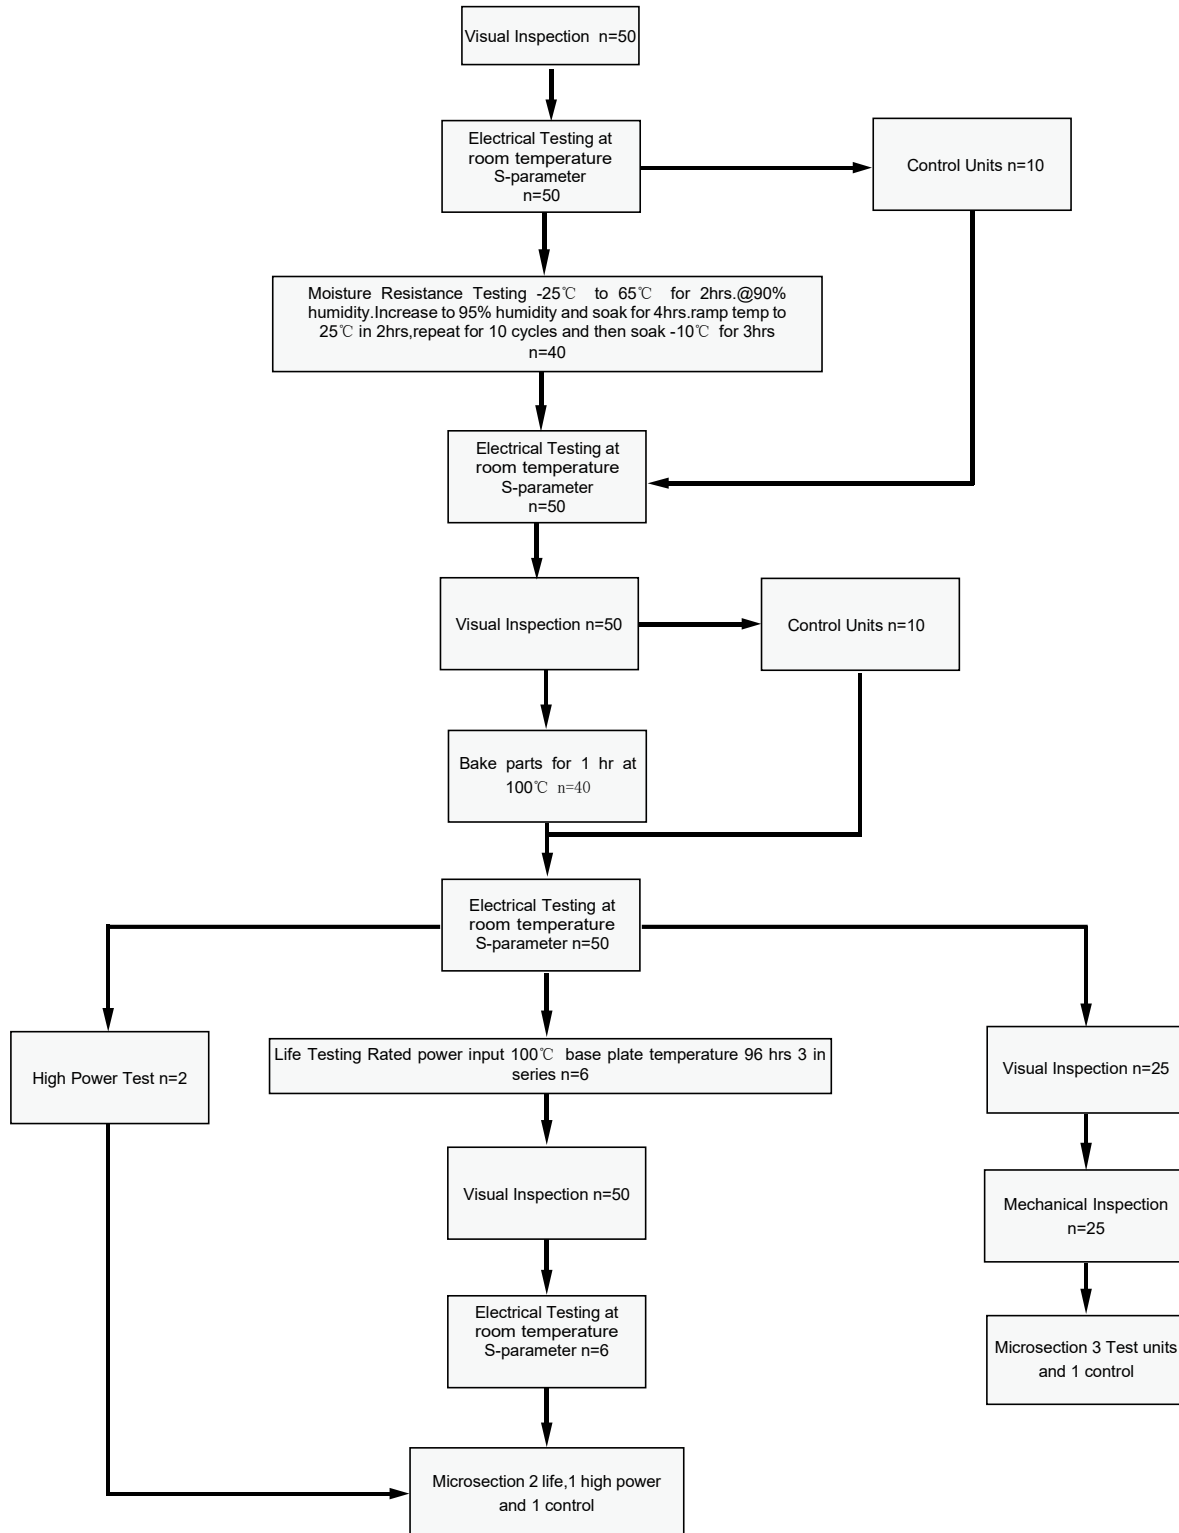 Visual Inspection n=50
Electrical Testing at
room temperature
S-parameter
n=50
Control Units n=10
Moisture Resistance Testing -25℃ to 65℃ for 2hrs.@90%
humidity.Increase to 95% humidity and soak for 4hrs.ramp temp to
25℃ in 2hrs,repeat for 10 cycles and then soak -10℃ for 3hrs
n=40
Electrical Testing at
room temperature
S-parameter
n=50
Visual Inspection n=50
Control Units n=10
Bake parts for 1 hr at
100℃ n=40
Electrical Testing at
room temperature
S-parameter n=50
High Power Test n=2
Life Testing Rated power input 100℃ base plate temperature 96 hrs 3 in
series n=6
Visual Inspection n=25
Visual Inspection n=50
Mechanical Inspection
n=25
Electrical Testing at
room temperature
S-parameter n=6
Microsection 3 Test units
and 1 control
Microsection 2 life,1 high power
and 1 control